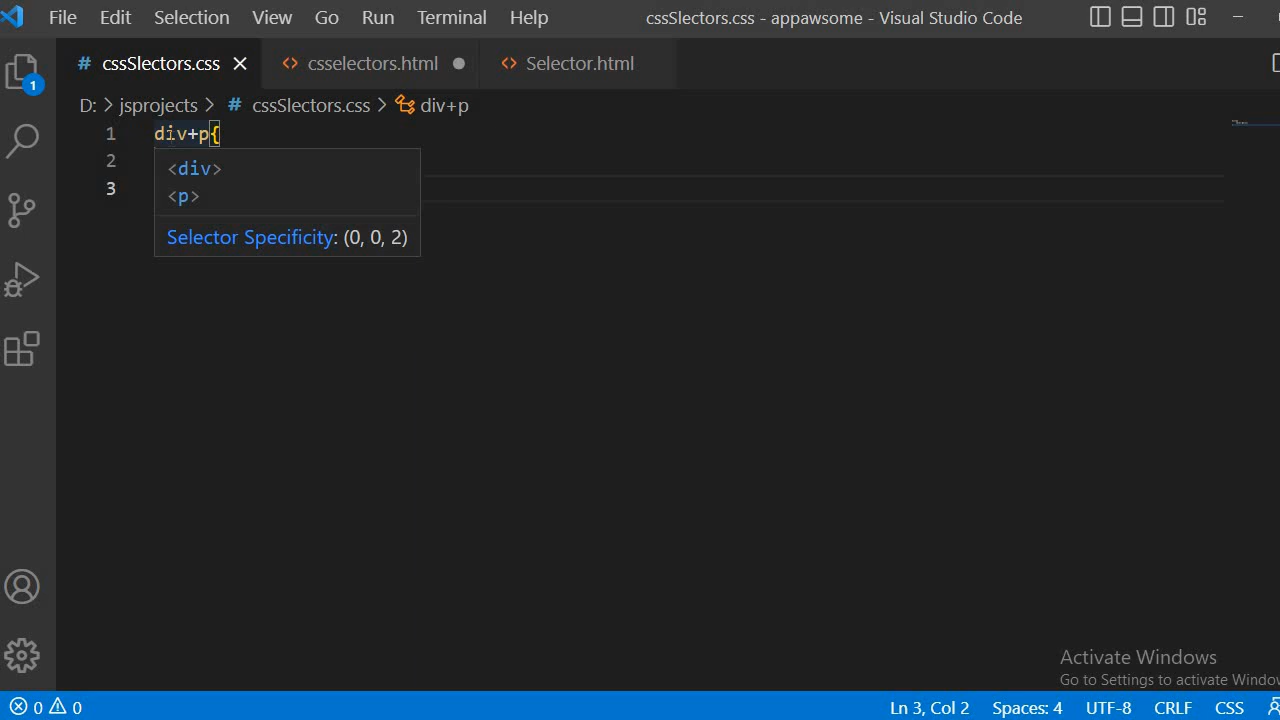 File Edit Selection View Go Run Terminal Help cssSlectors.css - appawsome - Visual Studio Code
# cssSlectors.css <> csselectors.html <> Selector.html
1
D: > jsprojects > # cssSlectors.css > div+p
1 div+p{
2
3
<div>
<p>
Selector Specificity: (0, 0, 2)
Activate Windows
Go to Settings to activate Windo
0 0 Ln 3, Col 2 Spaces: 4 UTF-8 CRLF CSS